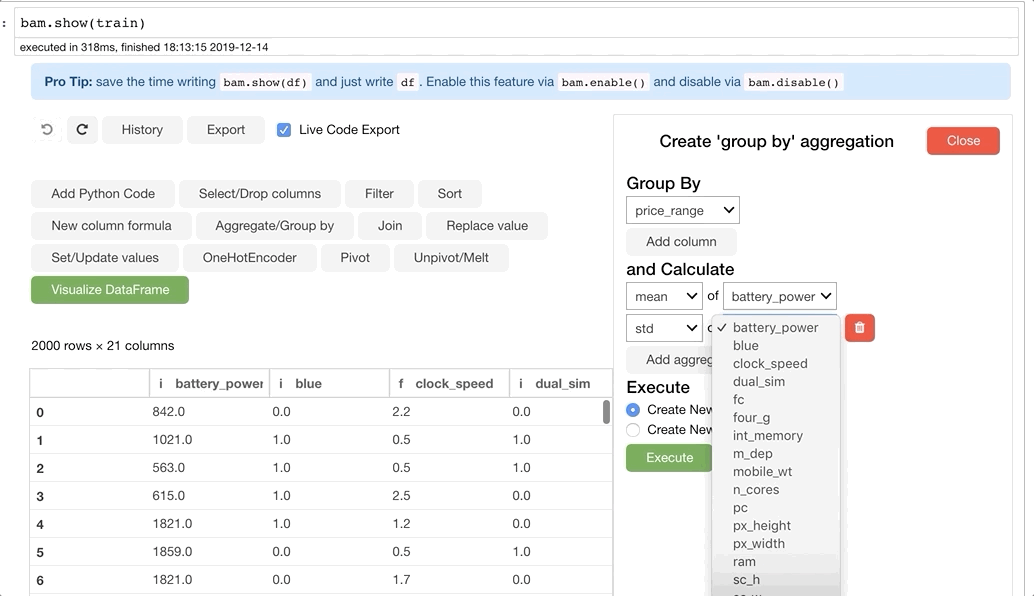 : bam.show(train)
executed in 318ms, finished 18:13:15 2019-12-14
Pro Tip: save the time writing bam.show(df) and just write df. Enable this feature via bam.enable() and disable via bam.disable()
History Export Live Code Export
Create 'group by' aggregation Close
Add Python Code Select/Drop columns Filter Sort
New column formula Aggregate/Group by Join Replace value
Set/Update values OneHotEncoder Pivot Unpivot/Melt
Visualize DataFrame
2000 rows × 21 columns
i battery_power i blue f clock_speed i dual_sim
0 842.0 0.0 2.2 0.0
1 1021.0 1.0 0.5 1.0
2 563.0 1.0 0.5 1.0
3 615.0 1.0 2.5 0.0
4 1821.0 1.0 1.2 0.0
5 1859.0 0.0 0.5 1.0
6 1821.0 0.0 1.7 0.0
Group By
price_range
Add column
and Calculate
mean of battery_power
std
Add aggreg
Execute
Create New
Create New
Execute
battery_power
blue
clock_speed
dual_sim
fc
four_g
int_memory
m_dep
mobile_wt
n_cores
pc
px_height
px_width
ram
sc_h